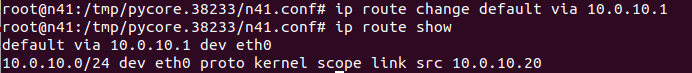 root@n41:/tmp/pycore.38233/n41.conf# ip route change default via 10.0.10.1
root@n41:/tmp/pycore.38233/n41.conf# ip route show
default via 10.0.10.1 dev eth0
10.0.10.0/24 dev eth0 proto kernel scope link src 10.0.10.20